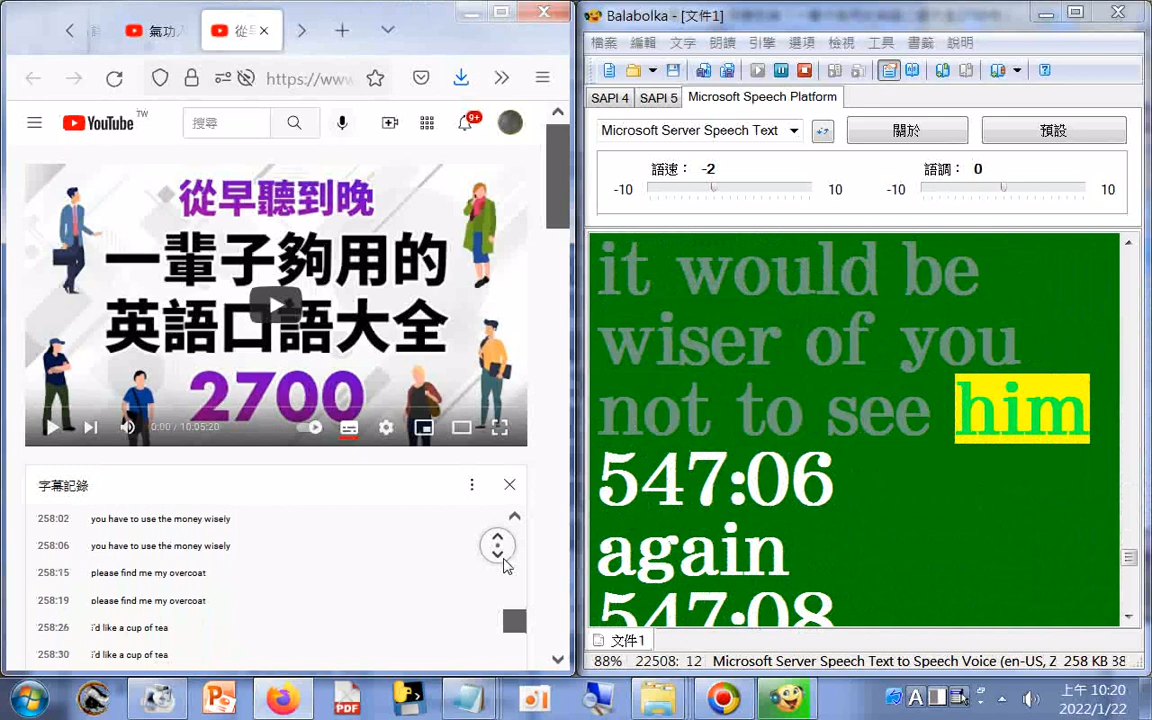 氣功人
從
https://www
YouTube TW
搜尋
9+
從早聽到晚
一輩子夠用的
英語口語大全
2700
0:00 / 10:05:20
字幕記錄
258:02 you have to use the money wisely
258:06 you have to use the money wisely
258:15 please find me my overcoat
258:19 please find me my overcoat
258:26 i'd like a cup of tea
258:30 i'd like a cup of tea
Balabolka - [文件1]
檔案 編輯 文字 朗讀 引擎 選項 檢視 工具 書籤 說明
SAPI 4 SAPI 5 Microsoft Speech Platform
Microsoft Server Speech Text 關於 預設
語速： -2 語調： 0
-10 10 -10 10
it would be
wiser of you
not to see him
547:06
again
547:08
文件1
88% 22508: 12 Microsoft Server Speech Text to Speech Voice (en-US, Z 258 KB 38
PDF
A
上午 10:20
2022/1/22